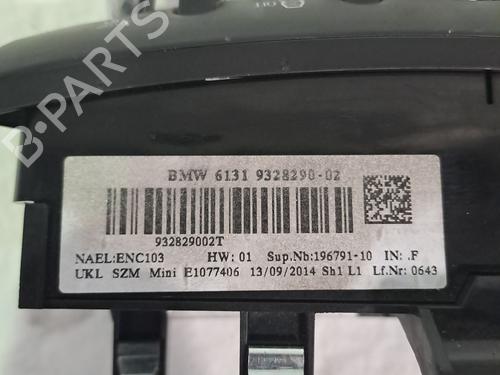 BMW 6131 9328290-02
932829002T
NAEL:ENC103 HW: 01 Sup.Nb:196791-10 IN: .F
UKL SZM Mini E1077406 13/09/2014 Sh1 L1 Lf.Nr: 0643
B-PARTS